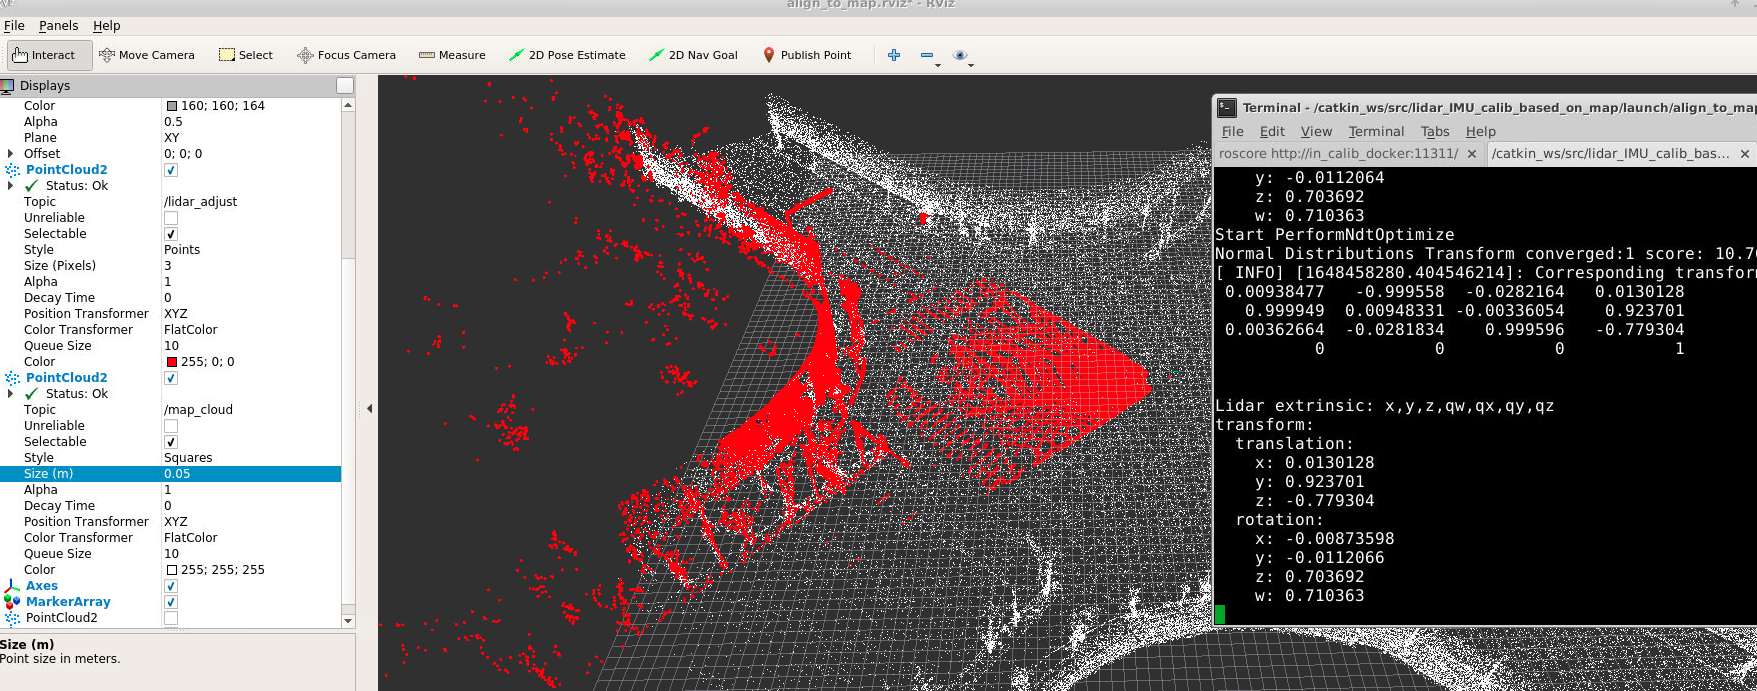 align_to_map.rviz* - RViz
File Panels Help
Interact Move Camera Select Focus Camera Measure 2D Pose Estimate 2D Nav Goal Publish Point
Displays
Color 160; 160; 164
Alpha 0.5
Plane XY
Offset 0; 0; 0
PointCloud2
Status: Ok
Topic /lidar_adjust
Unreliable
Selectable
Style Points
Size (Pixels) 3
Alpha 1
Decay Time 0
Position Transformer XYZ
Color Transformer FlatColor
Queue Size 10
Color 255; 0; 0
PointCloud2
Status: Ok
Topic /map_cloud
Unreliable
Selectable
Style Squares
Size (m) 0.05
Alpha 1
Decay Time 0
Position Transformer XYZ
Color Transformer FlatColor
Queue Size 10
Color 255; 255; 255
Axes
MarkerArray
PointCloud2
Size (m)
Point size in meters.
Terminal - /catkin_ws/src/lidar_IMU_calib_based_on_map/launch/align_to_map
File Edit View Terminal Tabs Help
roscore http://in_calib_docker:11311/ /catkin_ws/src/lidar_IMU_calib_bas...
y: -0.0112064
z: 0.703692
w: 0.710363
Start PerformNdtOptimize
Normal Distributions Transform converged:1 score: 10.7
[ INFO] [1648458280.404546214]: Corresponding transfor
0.00938477 -0.999558 -0.0282164 0.0130128
0.999949 0.00948331 -0.00336054 0.923701
0.00362664 -0.0281834 0.999596 -0.779304
0 0 0 1
Lidar extrinsic: x,y,z,qw,qx,qy,qz
transform:
translation:
x: 0.0130128
y: 0.923701
z: -0.779304
rotation:
x: -0.00873598
y: -0.0112066
z: 0.703692
w: 0.710363